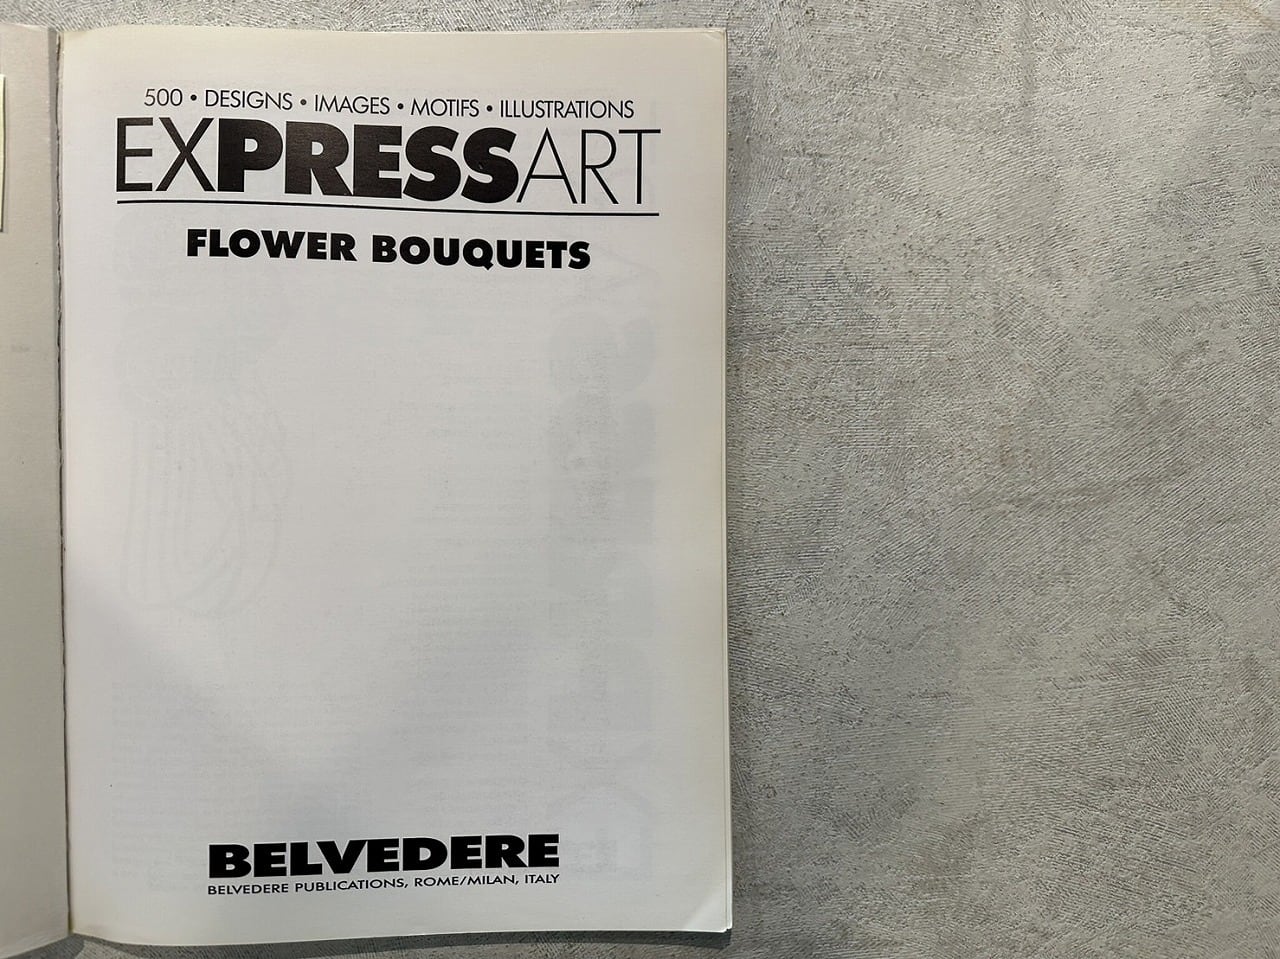 500 • DESIGNS • IMAGES • MOTIFS • ILLUSTRATIONS
EXPRESSART
FLOWER BOUQUETS
BELVEDERE
BELVEDERE PUBLICATIONS, ROME/MILAN, ITALY